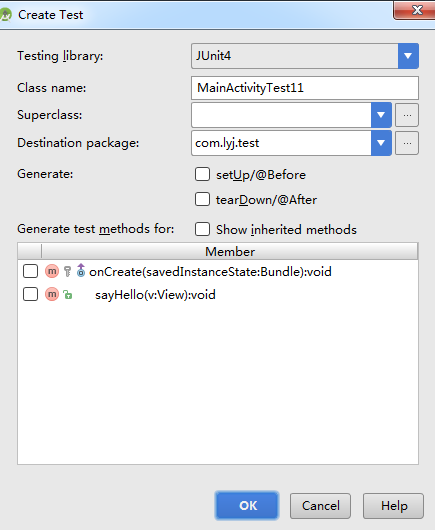 Create Test
Testing library: JUnit4
Class name: MainActivityTest11
Superclass: ...
Destination package: com.lyj.test ...
Generate: setUp/@Before
tearDown/@After
Generate test methods for: Show inherited methods
Member
m onCreate(savedInstanceState:Bundle):void
m sayHello(v:View):void
OK Cancel Help